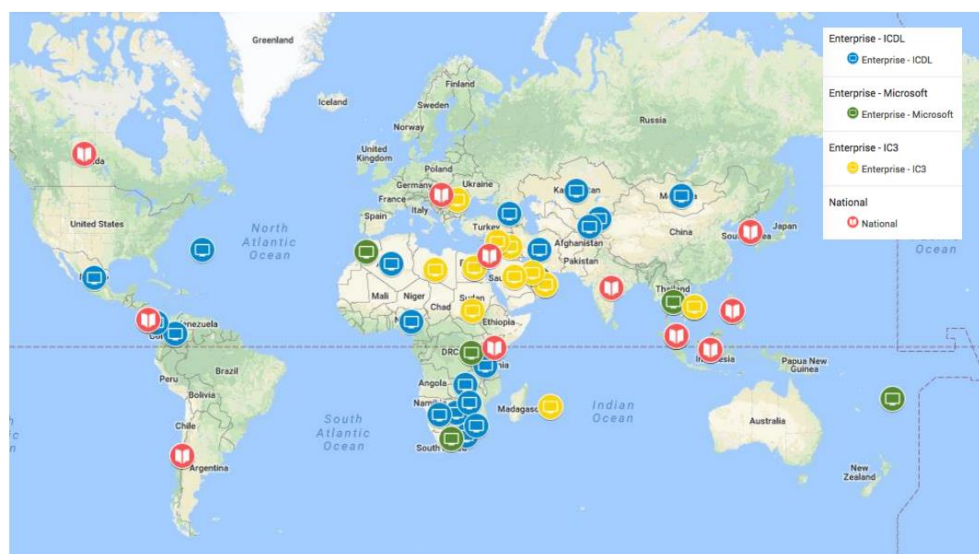 Greenland
Iceland
Finland
Sweden
Norway
Russia
United
Kingdom
Poland
Germany
Ukraine
France
Italy
Spain
Turkey
Afghanistan
Pakistan
China
Japan
United States
Mexico
North
Atlantic
Ocean
Mali
Niger
Chad
Sudan
Ethiopia
Thailand
Venezuela
DRC
Peru
Brazil
Bolivia
Chile
Argentina
Angola
Papua New
Guinea
South
Atlantic
Ocean
Indian
Ocean
Australia
New
Zealand
Ocean
Enterprise - ICDL
Enterprise - ICDL
Enterprise - Microsoft
Enterprise - Microsoft
Enterprise - IC3
Enterprise - IC3
National
National